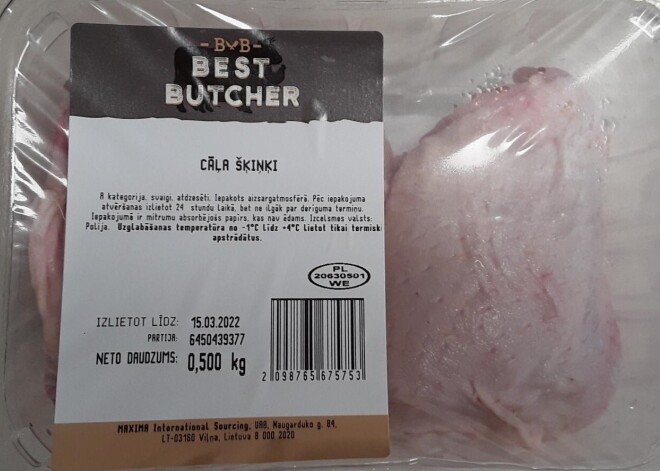 BVB
BEST
BUTCHER
CĀĻA ŠĶIŅĶI
A kategorija, svaigi, atdzesēti. Iepakots aizsargatmosfērā. Pēc iepakojuma
atvēršanas izlietot 24 stundu laikā, bet ne ilgāk par derīguma termiņu.
Iepakojumā ir mitrumu absorbējošs papīrs, kas nav ēdams. Izcelsmes valsts:
Polija. Uzglabāšanas temperatūra no -1°C līdz +4°C Lietot tikai termiski
apstrādātus.
PL
20630501
WE
IZLIETOT LĪDZ: 15.03.2022
PARTIJA: 6450439377
NETO DAUDZUMS: 0,500 kg
2 098765 675753
MAXIMA International Sourcing, UAB, Naugarduko g. 84,
LT-03160 Viļņa, Lietuva 8 000 2020